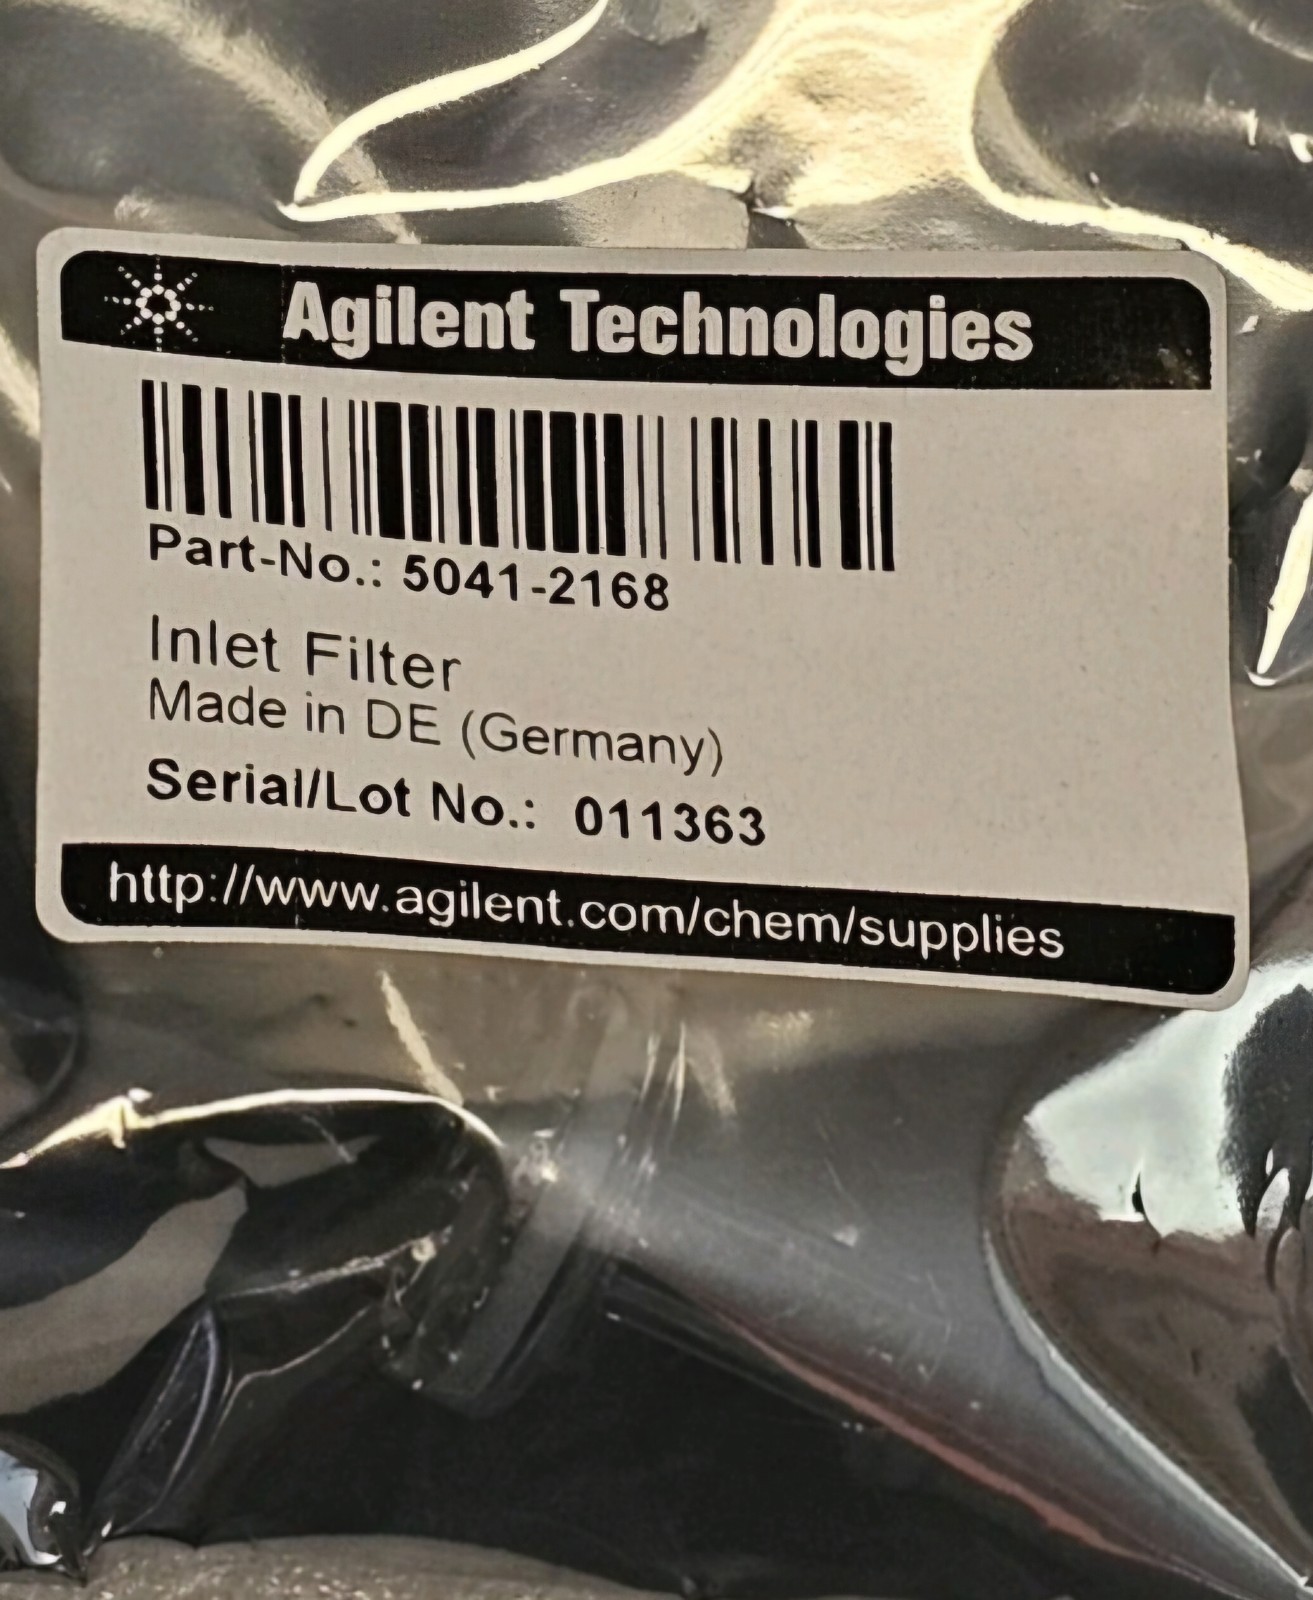 Agilent Technologies
Part-No.: 5041-2168
Inlet Filter
Made in DE (Germany)
Serial/Lot No.: 011363
http://www.agilent.com/chem/supplies